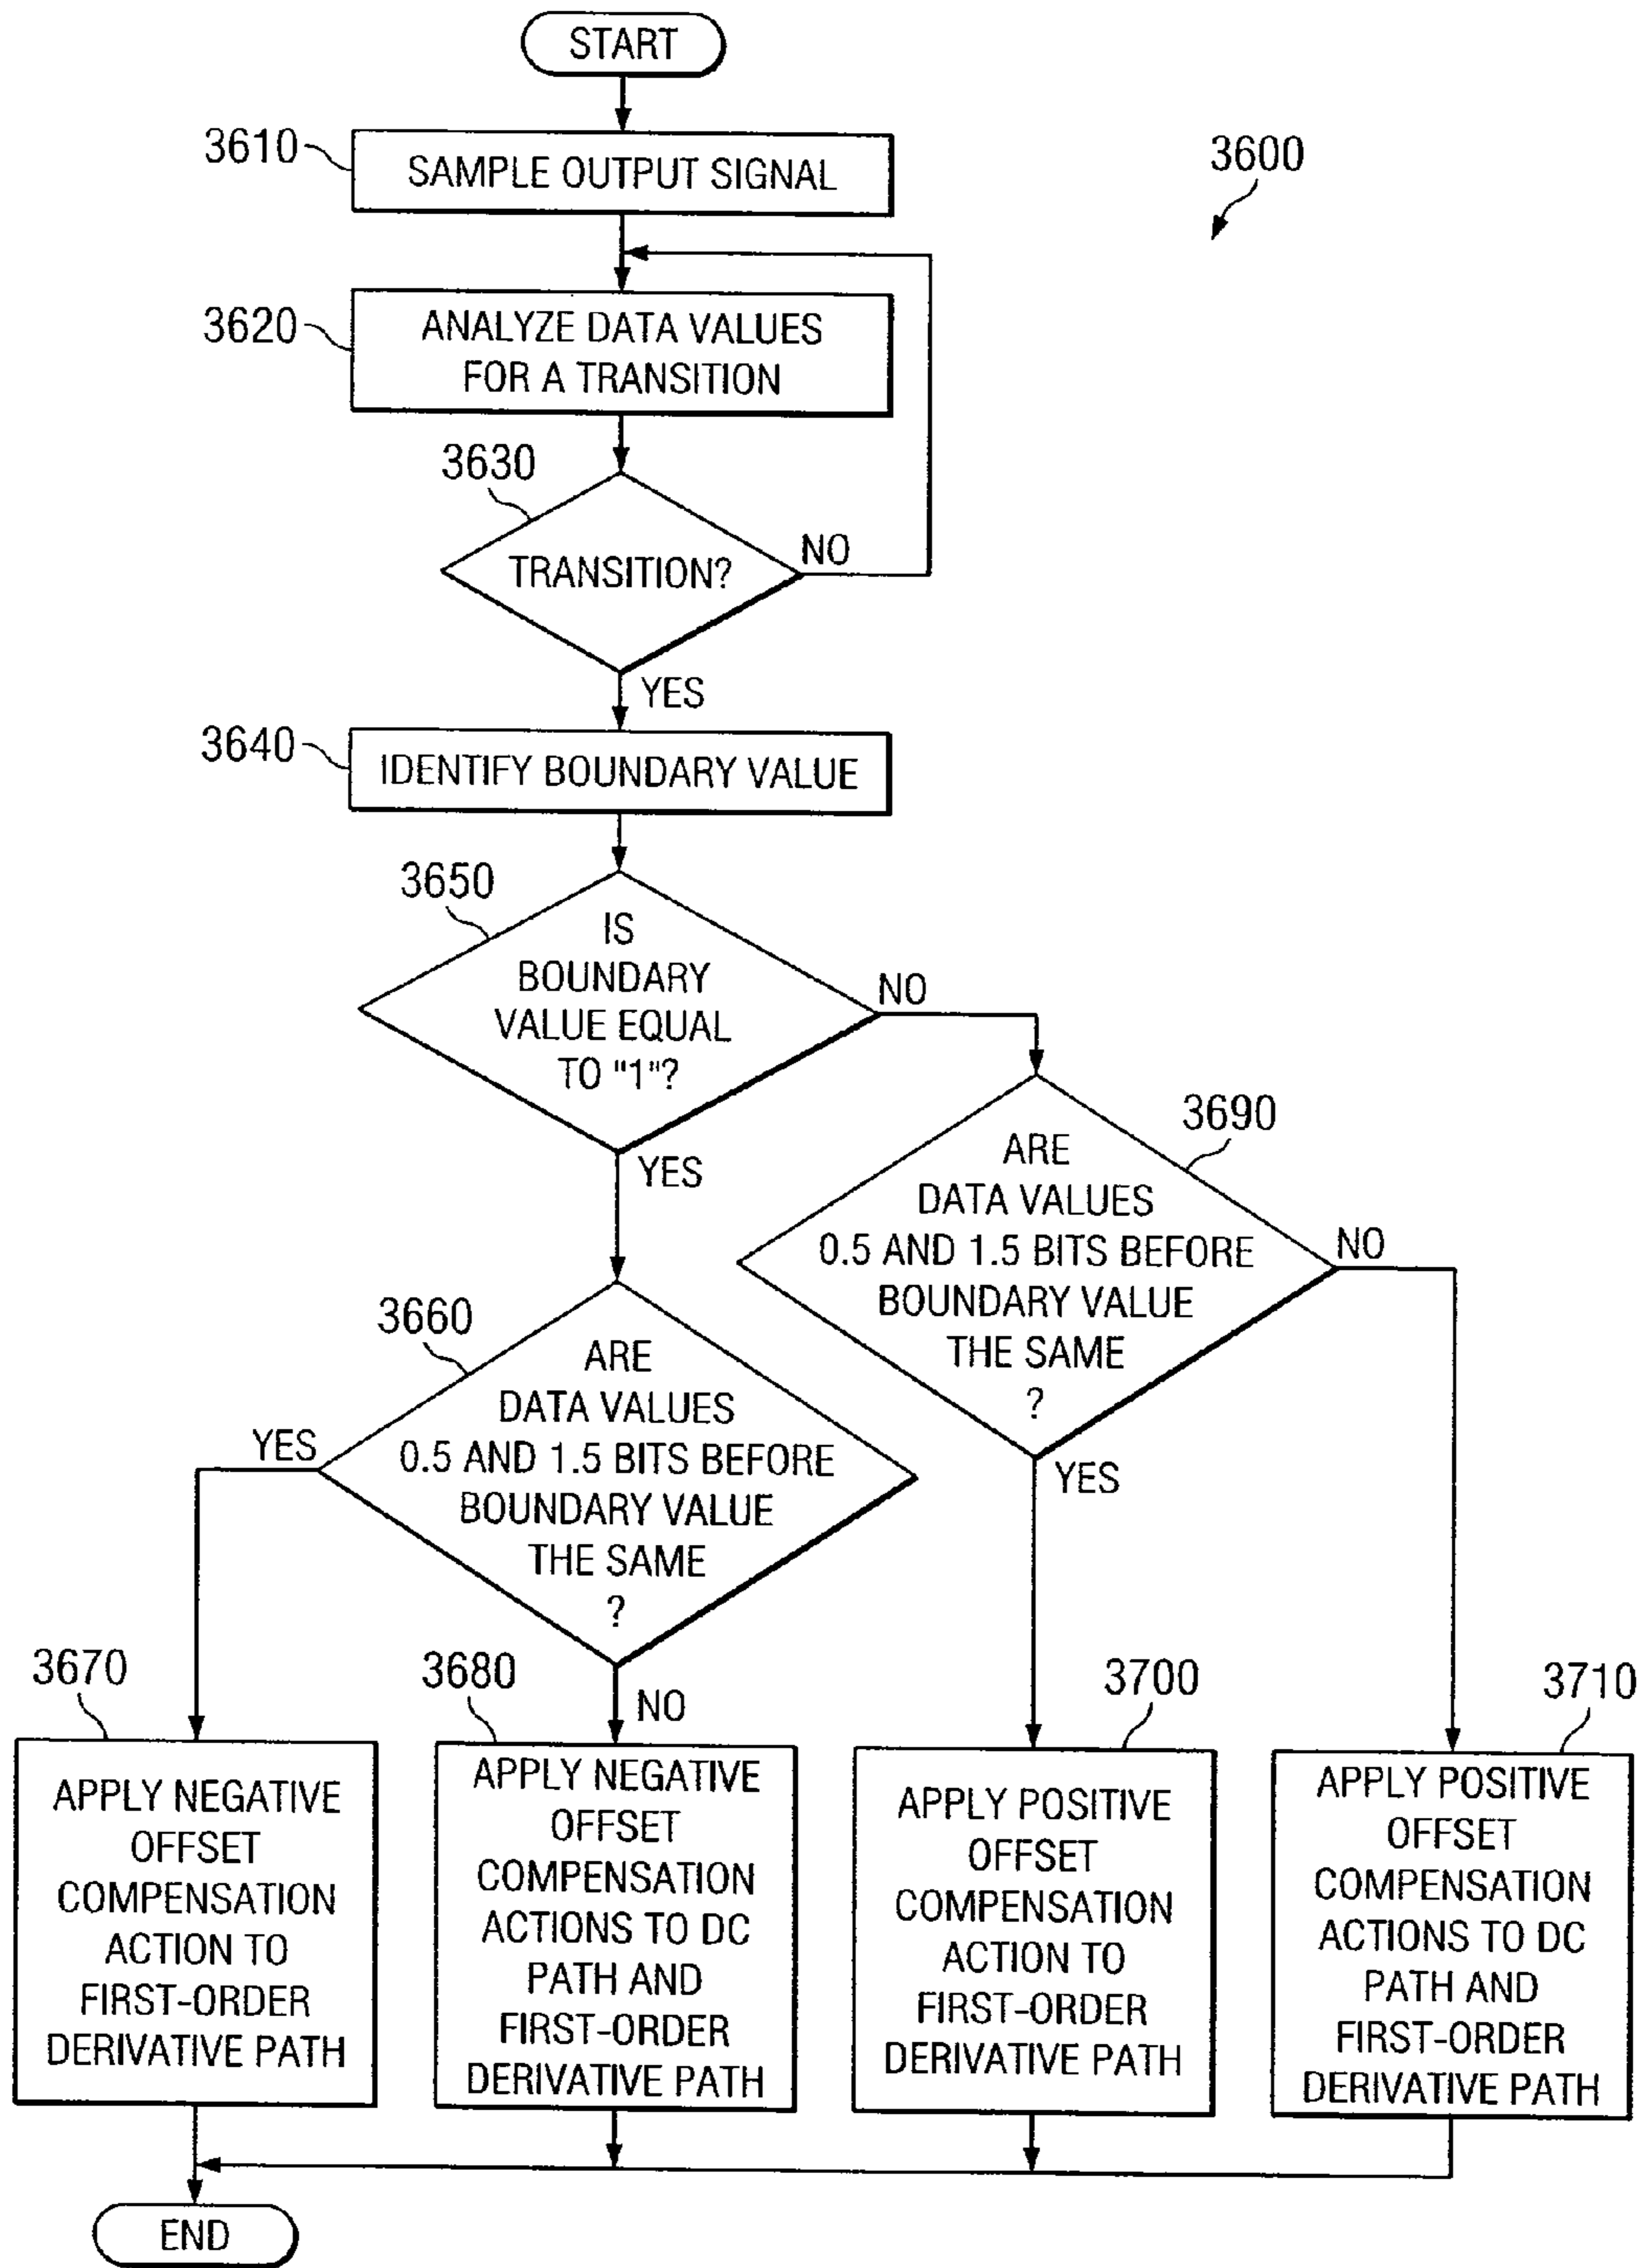 START
3610
SAMPLE OUTPUT SIGNAL
3600
3620
ANALYZE DATA VALUES
FOR A TRANSITION
3630
TRANSITION?
NO
YES
3640
IDENTIFY BOUNDARY VALUE
3650
IS
BOUNDARY
VALUE EQUAL
TO "1"?
NO
YES
3690
ARE
DATA VALUES
0.5 AND 1.5 BITS BEFORE
BOUNDARY VALUE
THE SAME
?
NO
YES
3660
ARE
DATA VALUES
0.5 AND 1.5 BITS BEFORE
BOUNDARY VALUE
THE SAME
?
YES
NO
3670
APPLY NEGATIVE
OFFSET
COMPENSATION
ACTION TO
FIRST-ORDER
DERIVATIVE PATH
3680
APPLY NEGATIVE
OFFSET
COMPENSATION
ACTIONS TO DC
PATH AND
FIRST-ORDER
DERIVATIVE PATH
3700
APPLY POSITIVE
OFFSET
COMPENSATION
ACTION TO
FIRST-ORDER
DERIVATIVE PATH
3710
APPLY POSITIVE
OFFSET
COMPENSATION
ACTIONS TO DC
PATH AND
FIRST-ORDER
DERIVATIVE PATH
END